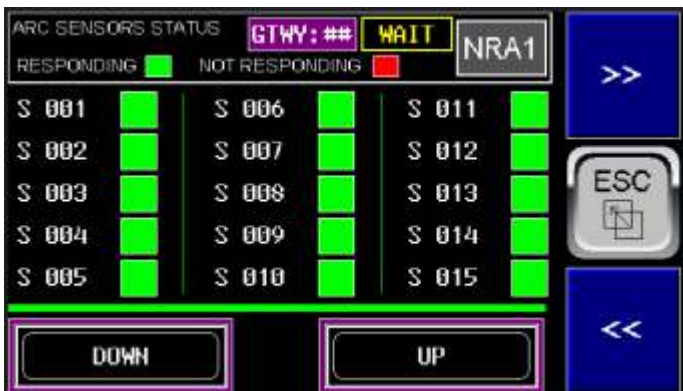 ARC SENSORS STATUS GTWY:## WAIT NRA1
RESPONDING NOT RESPONDING
>>
S 001 S 006 S 011
S 002 S 007 S 012
S 003 S 008 S 013
ESC
S 004 S 009 S 014
S 005 S 010 S 015
<<
DOWN UP